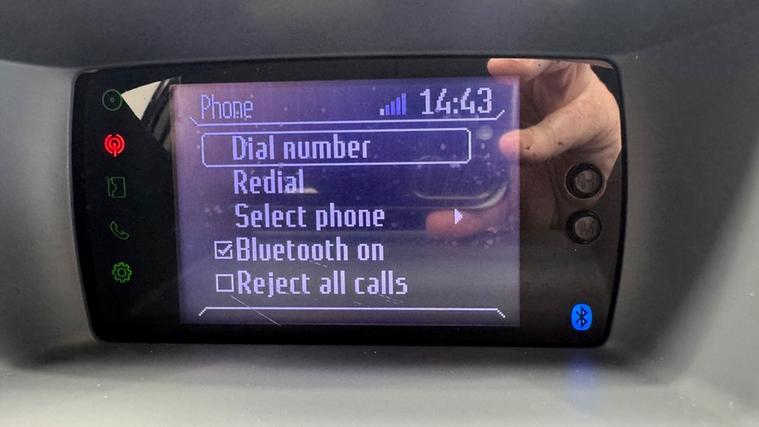 Phone 14:43
Dial number
Redial
Select phone
Bluetooth on
Reject all calls